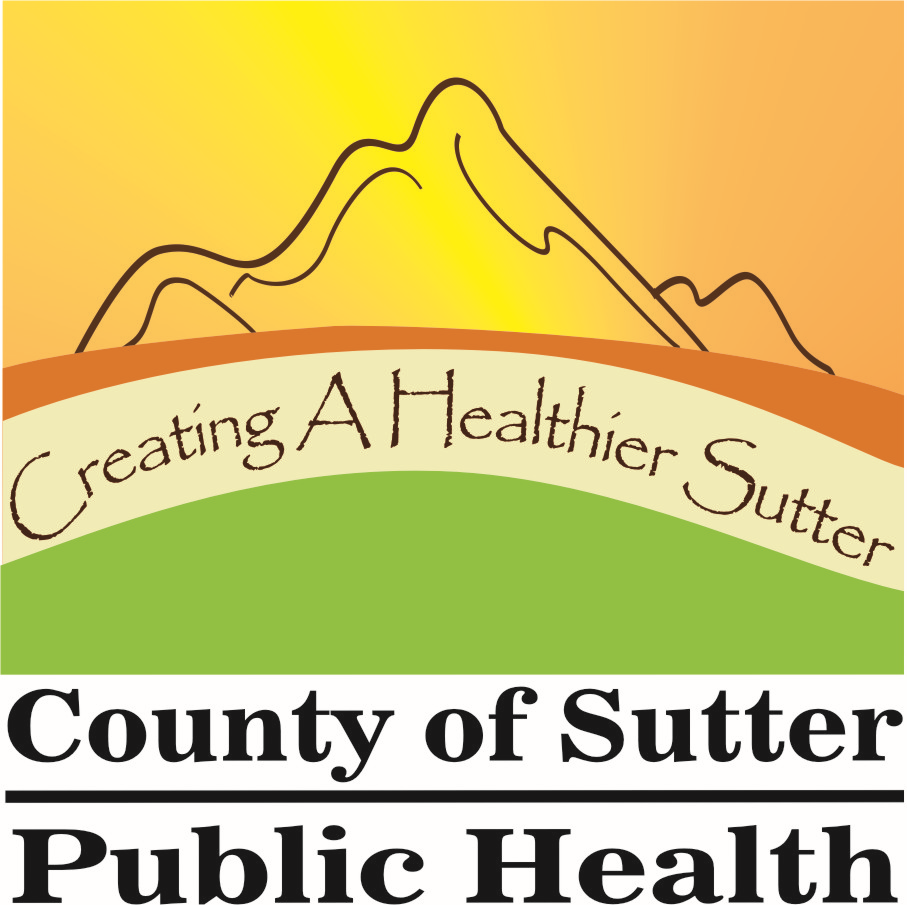 Creating A Healthier Sutter
County of Sutter
Public Health